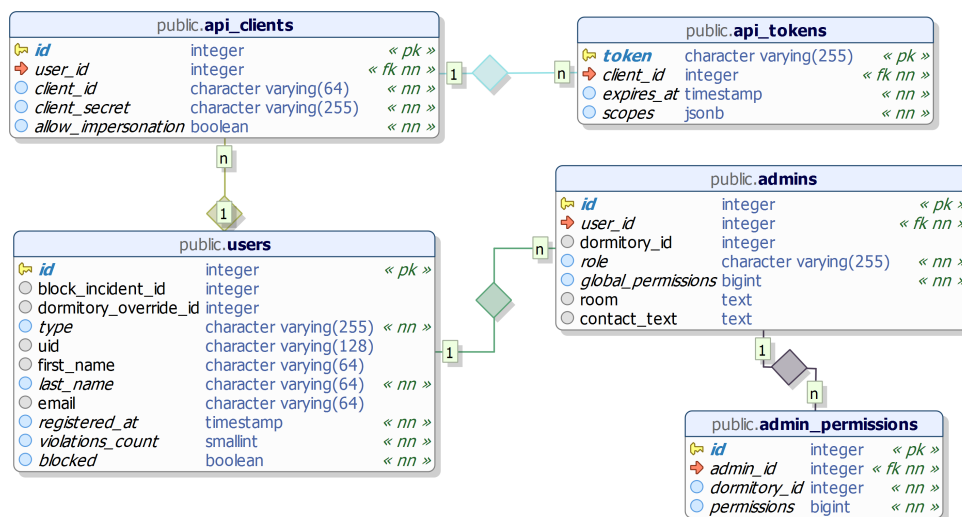 public.api_clients
id integer « pk »
user_id integer « fk nn »
client_id character varying(64) « nn »
client_secret character varying(255) « nn »
allow_impersonation boolean « nn »
1
n
public.api_tokens
token character varying(255) « pk »
client_id integer « fk nn »
expires_at timestamp « nn »
scopes jsonb « nn »
n
1
public.users
id integer « pk »
block_incident_id integer
dormitory_override_id integer
type character varying(255) « nn »
uid character varying(128)
first_name character varying(64)
last_name character varying(64) « nn »
email character varying(64)
registered_at timestamp « nn »
violations_count smallint « nn »
blocked boolean « nn »
1
n
public.admins
id integer « pk »
user_id integer « fk nn »
dormitory_id integer
role character varying(255) « nn »
global_permissions bigint « nn »
room text
contact_text text
1
n
public.admin_permissions
id integer « pk »
admin_id integer « fk nn »
dormitory_id integer « nn »
permissions bigint « nn »